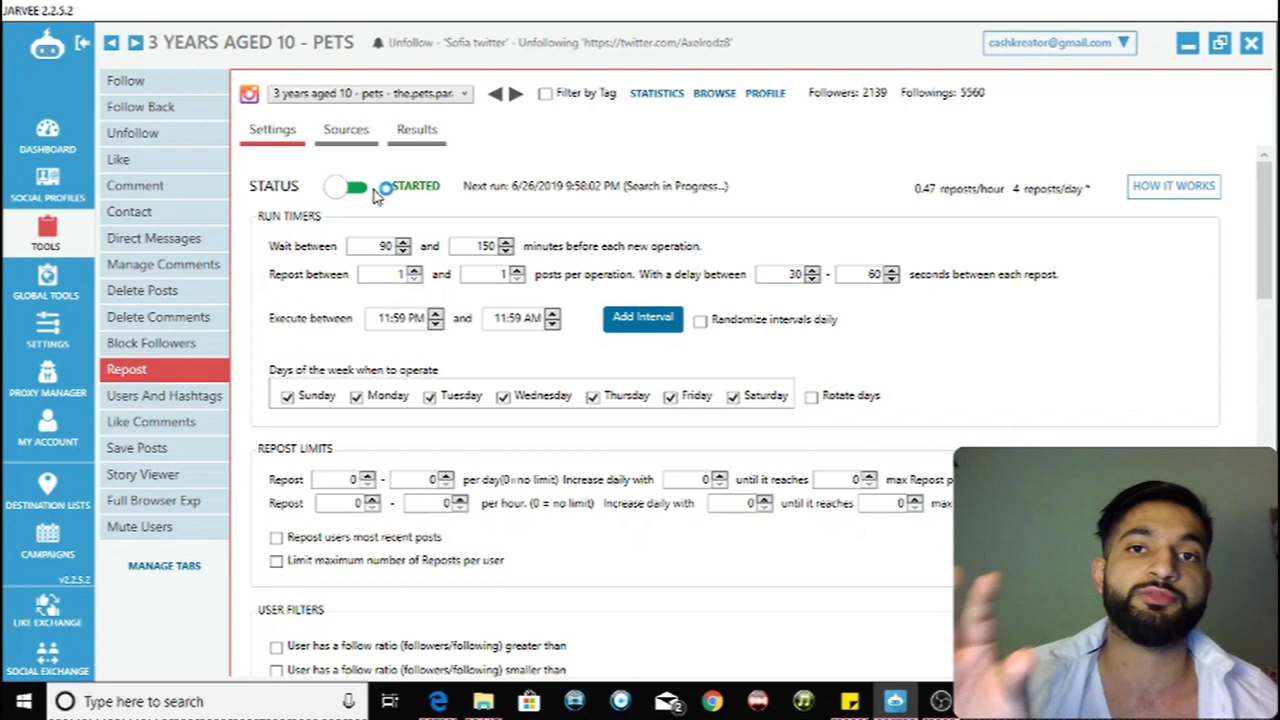 JARVEE 2.2.5.2
3 YEARS AGED 10 - PETS
Unfollow - 'Sofia twitter' - Unfollowing 'https://twitter.com/Axelrodz8'
cashkreator@gmail.com
DASHBOARD
SOCIAL PROFILES
TOOLS
GLOBAL TOOLS
SETTINGS
PROXY MANAGER
MY ACCOUNT
DESTINATION LISTS
CAMPAIGNS
v2.2.5.2
LIKE EXCHANGE
SOCIAL EXCHANGE
Follow
Follow Back
Unfollow
Like
Comment
Contact
Direct Messages
Manage Comments
Delete Posts
Delete Comments
Block Followers
Repost
Users And Hashtags
Like Comments
Save Posts
Story Viewer
Full Browser Exp
Mute Users
MANAGE TABS
3 years aged 10 - pets - the.pets.par.
Filter by Tag
STATISTICS
BROWSE
PROFILE
Followers: 2139
Followings: 5560
Settings
Sources
Results
STATUS
STARTED
Next run: 6/26/2019 9:58:02 PM (Search in Progress...)
0.47 reposts/hour 4 reposts/day *
HOW IT WORKS
RUN TIMERS
Wait between 90 and 150 minutes before each new operation.
Repost between 1 and 1 posts per operation. With a delay between 30 - 60 seconds between each repost.
Execute between 11:59 PM and 11:59 AM
Add Interval
Randomize intervals daily
Days of the week when to operate
Sunday Monday Tuesday Wednesday Thursday Friday Saturday Rotate days
REPOST LIMITS
Repost 0 - 0 per day(0=no limit) Increase daily with 0 until it reaches 0 max Repost p
Repost 0 - 0 per hour. (0 = no limit) Increase daily with 0 until it reaches 0 max
Repost users most recent posts
Limit maximum number of Reposts per user
USER FILTERS
User has a follow ratio (followers/following) greater than
User has a follow ratio (followers/following) smaller than
Type here to search
2